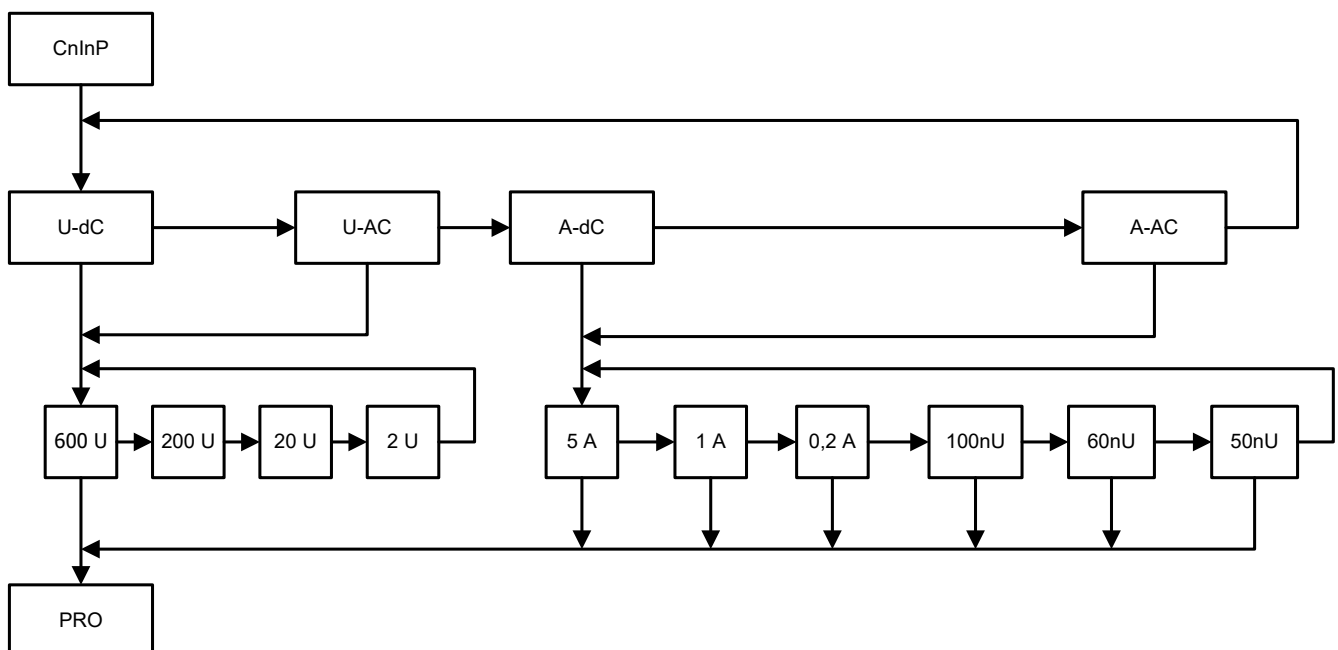 CnInP
U-dC
U-AC
A-dC
A-AC
600 U
200 U
20 U
2 U
5 A
1 A
0,2 A
100nU
60nU
50nU
PRO